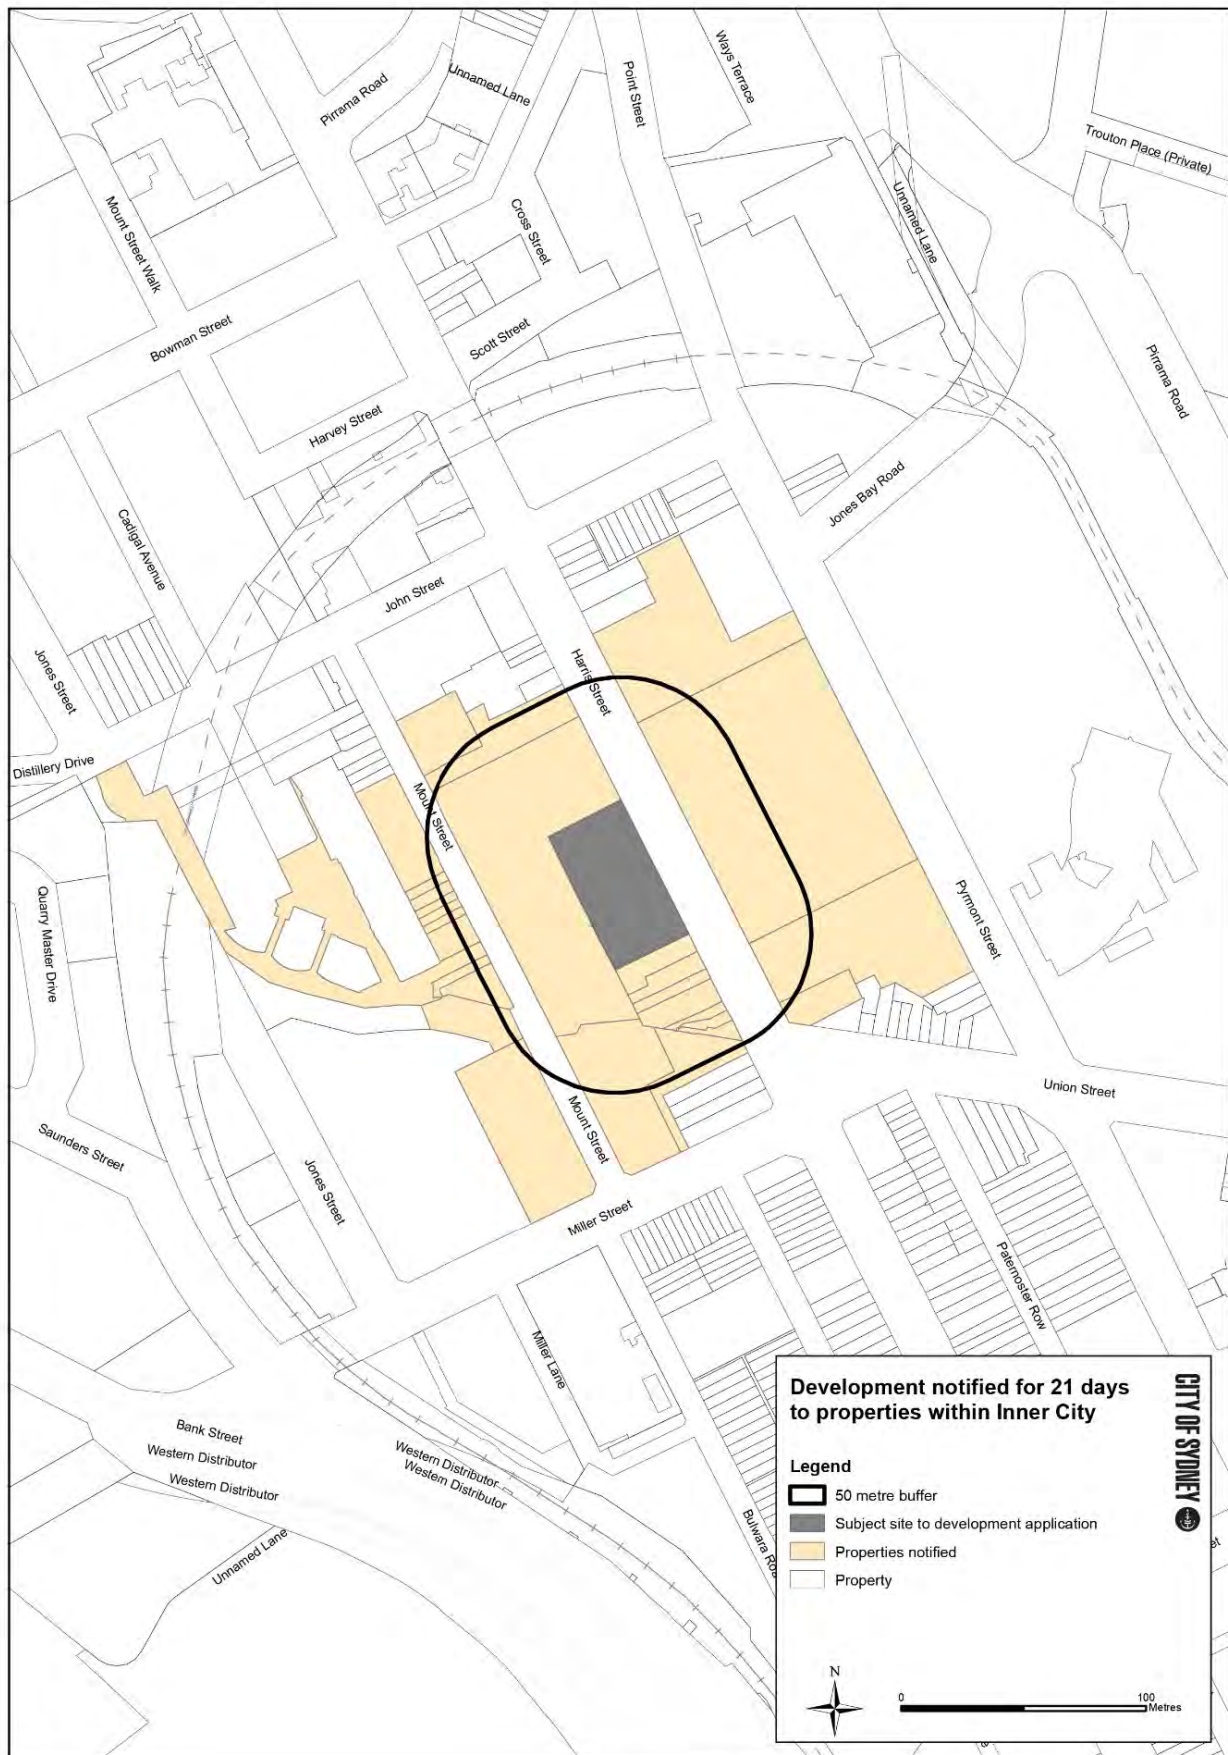 Ways Terrace
Pirrama Road
Unnamed Lane
Point Street
Trouton Place (Private)
Mount Street Walk
Cross Street
Unnamed Lane
Bowman Street
Scott Street
Pirrama Road
Harvey Street
Jones Bay Road
Cadigal Avenue
John Street
Jones Street
Harris Street
Distillery Drive
Mount Street
Quarry Master Drive
Pyrmont Street
Union Street
Saunders Street
Mount Street
Jones Street
Miller Street
Paternoster Row
Miller Lane
Bank Street
Western Distributor
Western Distributor
Western Distributor
Western Distributor
Unnamed Lane
Bulwara Roa
Development notified for 21 days
to properties within Inner City
CITY OF SYDNEY
Legend
50 metre buffer
Subject site to development application
Properties notified
Property
N
0 100
Metres